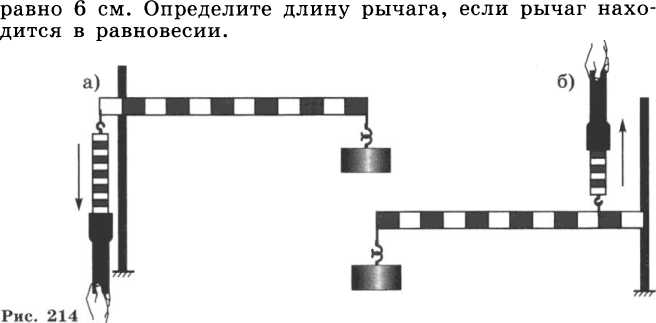 равно 6 см. Определите длину рычага, если рычаг нахо-
дится в равновесии.
а)
б)
Рис. 214